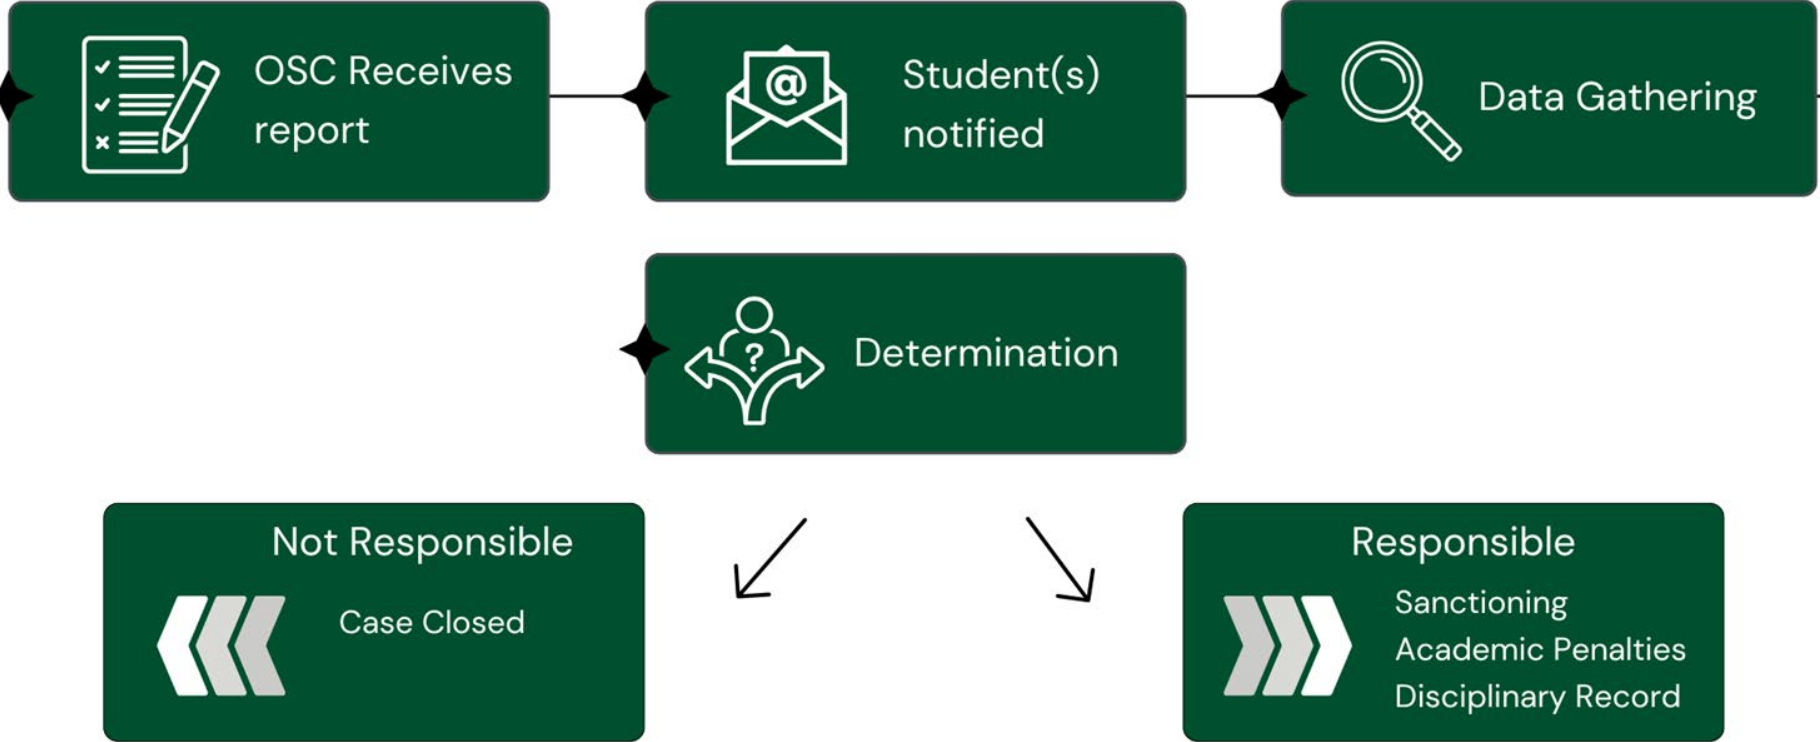 OSC Receives
report
@
Student(s)
notified
Data Gathering
?
Determination
Not Responsible
Case Closed
Responsible
Sanctioning
Academic Penalties
Disciplinary Record